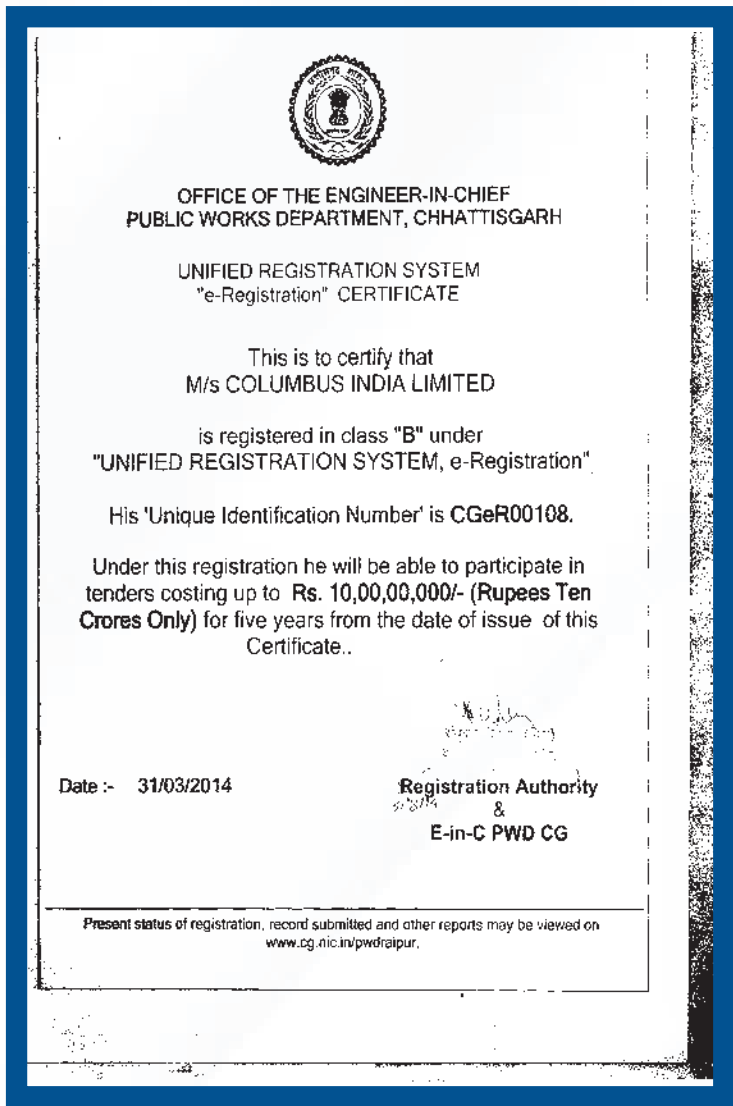 OFFICE OF THE ENGINEER-IN-CHIEF
PUBLIC WORKS DEPARTMENT, CHHATTISGARH
UNIFIED REGISTRATION SYSTEM
"e-Registration" CERTIFICATE
This is to certify that
M/s COLUMBUS INDIA LIMITED
is registered in class "B" under
"UNIFIED REGISTRATION SYSTEM, e-Registration"
His 'Unique Identification Number' is CGeR00108.
Under this registration he will be able to participate in
tenders costing up to Rs. 10,00,00,000/- (Rupees Ten
Crores Only) for five years from the date of issue of this
Certificate..
Date :- 31/03/2014
Registration Authority
&
E-in-C PWD CG
Present status of registration, record submitted and other reports may be viewed on
www.cg.nic.in/pwdraipur.